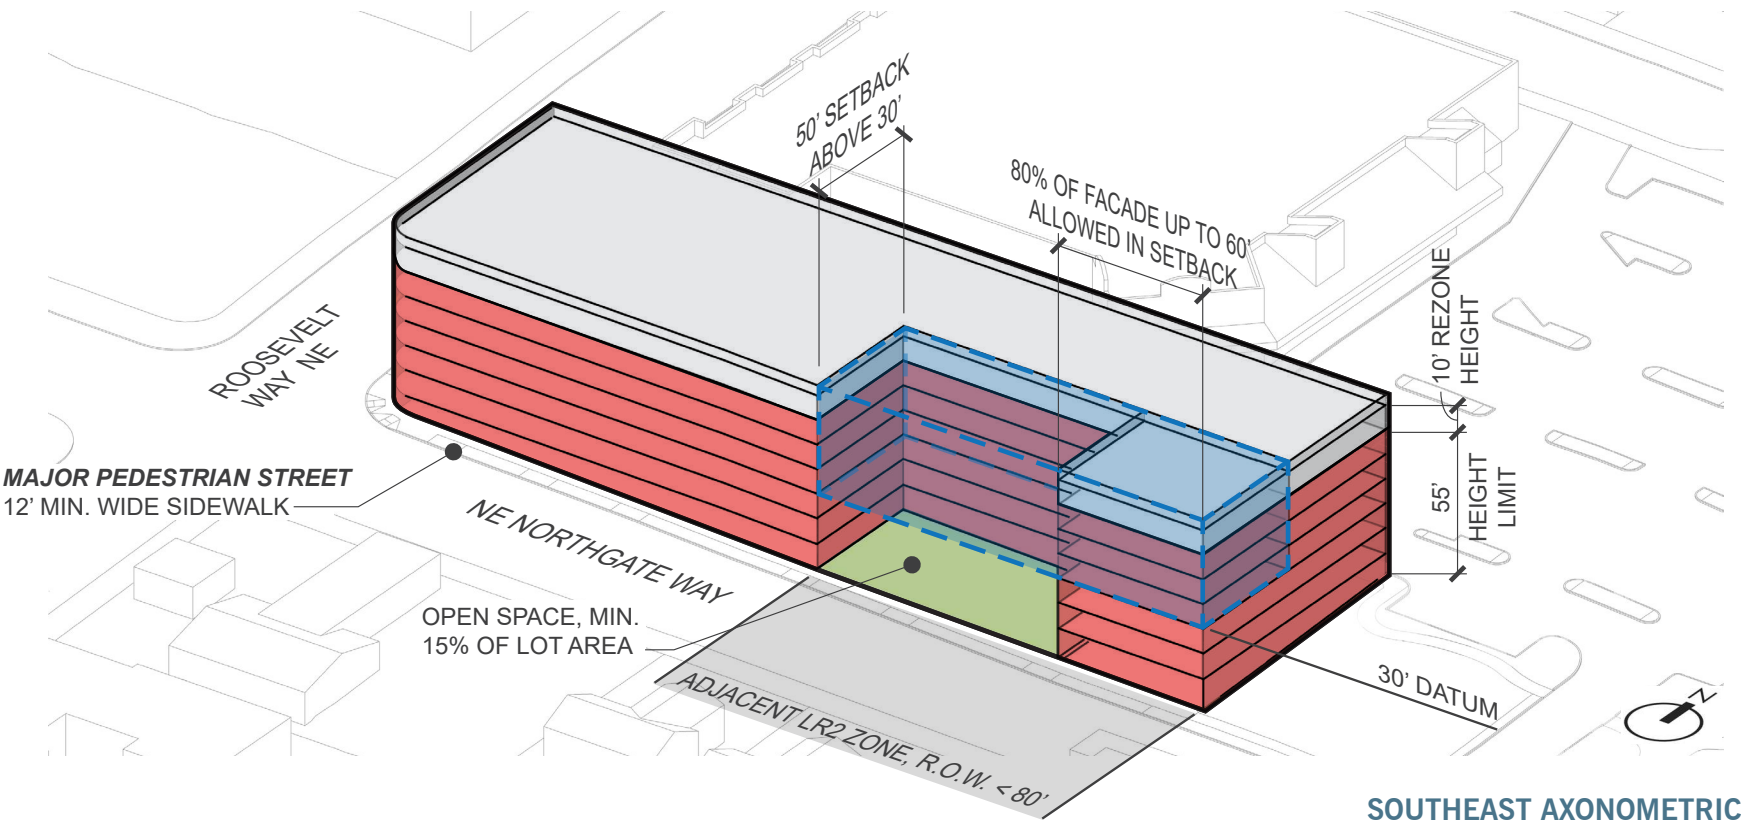 50’ SETBACK
ABOVE 30’
80% OF FACADE UP TO 60’
ALLOWED IN SETBACK
10’ REZONE
HEIGHT
55’
HEIGHT
LIMIT
ROOSEVELT
WAY NE
MAJOR PEDESTRIAN STREET
12’ MIN. WIDE SIDEWALK
NE NORTHGATE WAY
OPEN SPACE, MIN.
15% OF LOT AREA
ADJACENT LR2 ZONE, R.O.W. < 80’
30’ DATUM
N
SOUTHEAST AXONOMETRIC